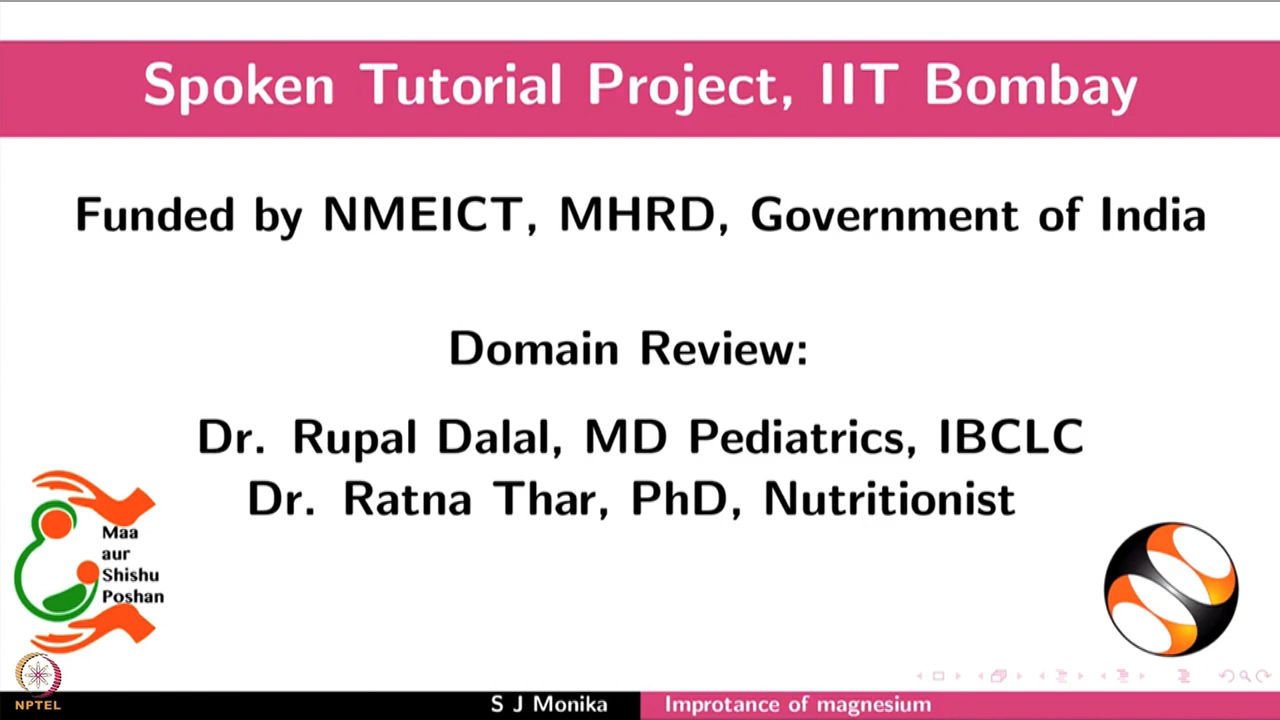 Spoken Tutorial Project, IIT Bombay
Funded by NMEICT, MHRD, Government of India
Domain Review:
Dr. Rupal Dalal, MD Pediatrics, IBCLC
Dr. Ratna Thar, PhD, Nutritionist
Maa
aur
Shishu
Poshan
NPTEL
S J Monika
Improtance of magnesium